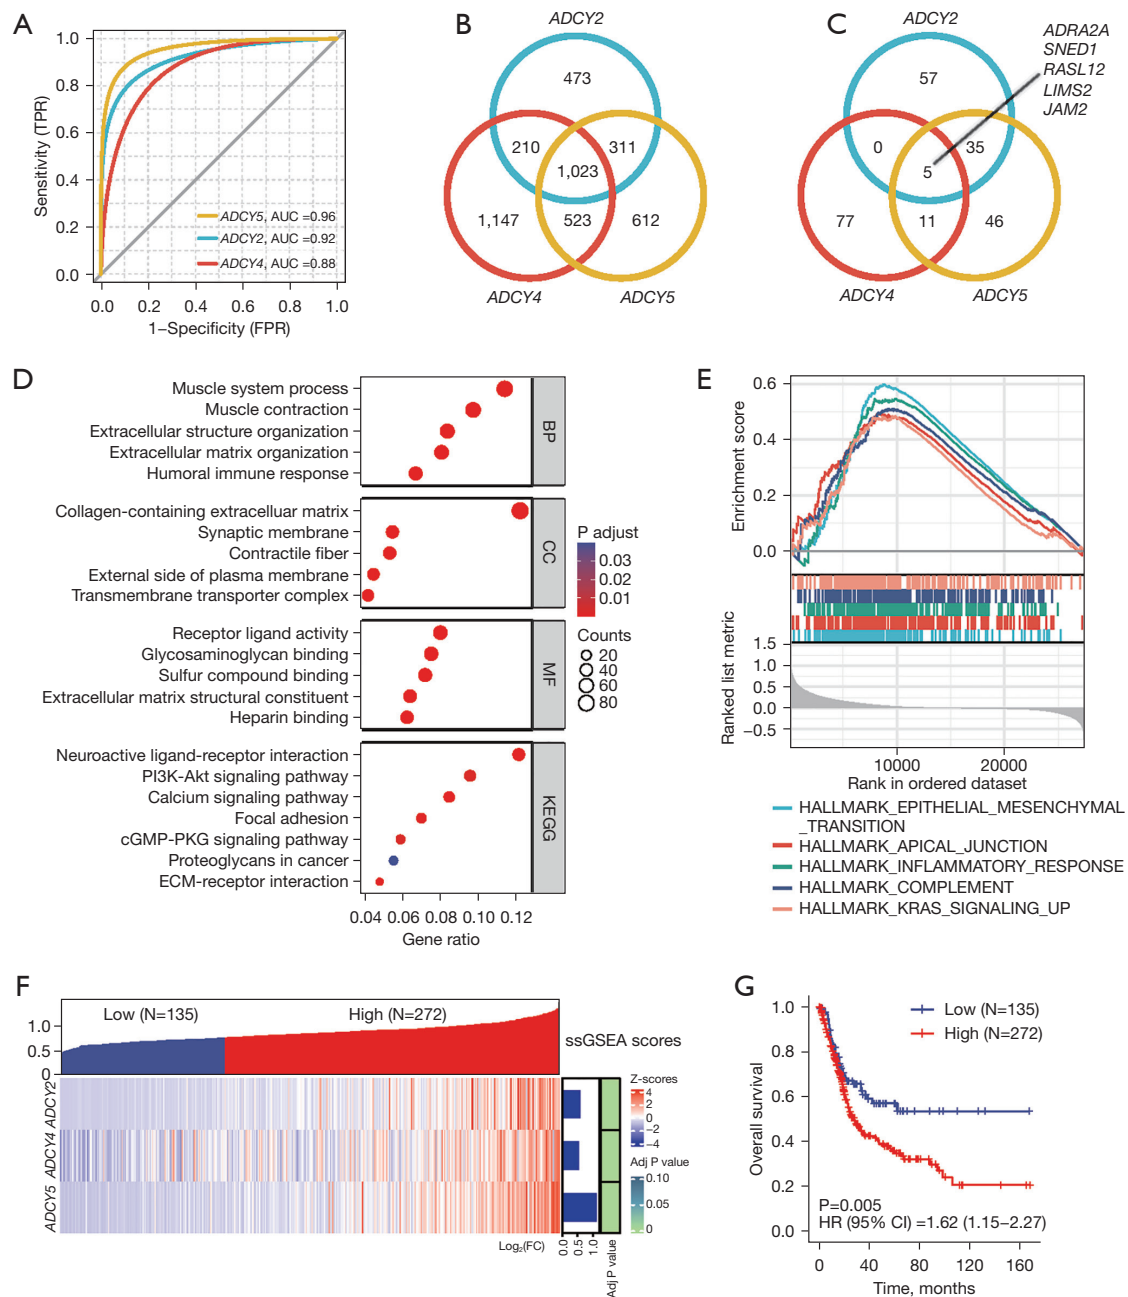 A
1.0
0.8
0.6
0.4
0.2
0.0
Sensitivity (TPR)
ADCY5, AUC =0.96
ADCY2, AUC =0.92
ADCY4, AUC =0.88
0.0 0.2 0.4 0.6 0.8 1.0
1−Specificity (FPR)
B
ADCY2
473
210
311
1,023
1,147
523
612
ADCY4
ADCY5
C
ADCY2
ADRA2A
SNED1
RASL12
LIMS2
JAM2
57
0
35
5
77
11
46
ADCY4
ADCY5
D
Muscle system process
Muscle contraction
Extracellular structure organization
Extracellular matrix organization
Humoral immune response
BP
Collagen-containing extracelluar matrix
Synaptic membrane
Contractile fiber
External side of plasma membrane
Transmembrane transporter complex
CC
Receptor ligand activity
Glycosaminoglycan binding
Sulfur compound binding
Extracellular matrix structural constituent
Heparin binding
MF
Neuroactive ligand-receptor interaction
PI3K-Akt signaling pathway
Calcium signaling pathway
Focal adhesion
cGMP-PKG signaling pathway
Proteoglycans in cancer
ECM-receptor interaction
KEGG
0.04 0.06 0.08 0.10 0.12
Gene ratio
P adjust
0.03
0.02
0.01
Counts
20
40
60
80
E
0.6
0.4
0.2
0.0
Enrichment score
1.5
1.0
0.5
0.0
−0.5
Ranked list metric
10000 20000
Rank in ordered dataset
HALLMARK_EPITHELIAL_MESENCHYMAL
_TRANSITION
HALLMARK_APICAL_JUNCTION
HALLMARK_INFLAMMATORY_RESPONSE
HALLMARK_COMPLEMENT
HALLMARK_KRAS_SIGNALING_UP
F
Low (N=135)
High (N=272)
1.0
0.5
0
ssGSEA scores
ADCY2
ADCY4
ADCY5
Z-scores
4
2
0
−2
−4
Adj P value
0.10
0.05
0
Log2(FC)
0.0
0.5
1.0
Adj P value
G
Low (N=135)
High (N=272)
1.0
0.8
0.6
0.4
0.2
0.0
Overall survival
P=0.005
HR (95% CI) =1.62 (1.15−2.27)
0 40 80 120 160
Time, months